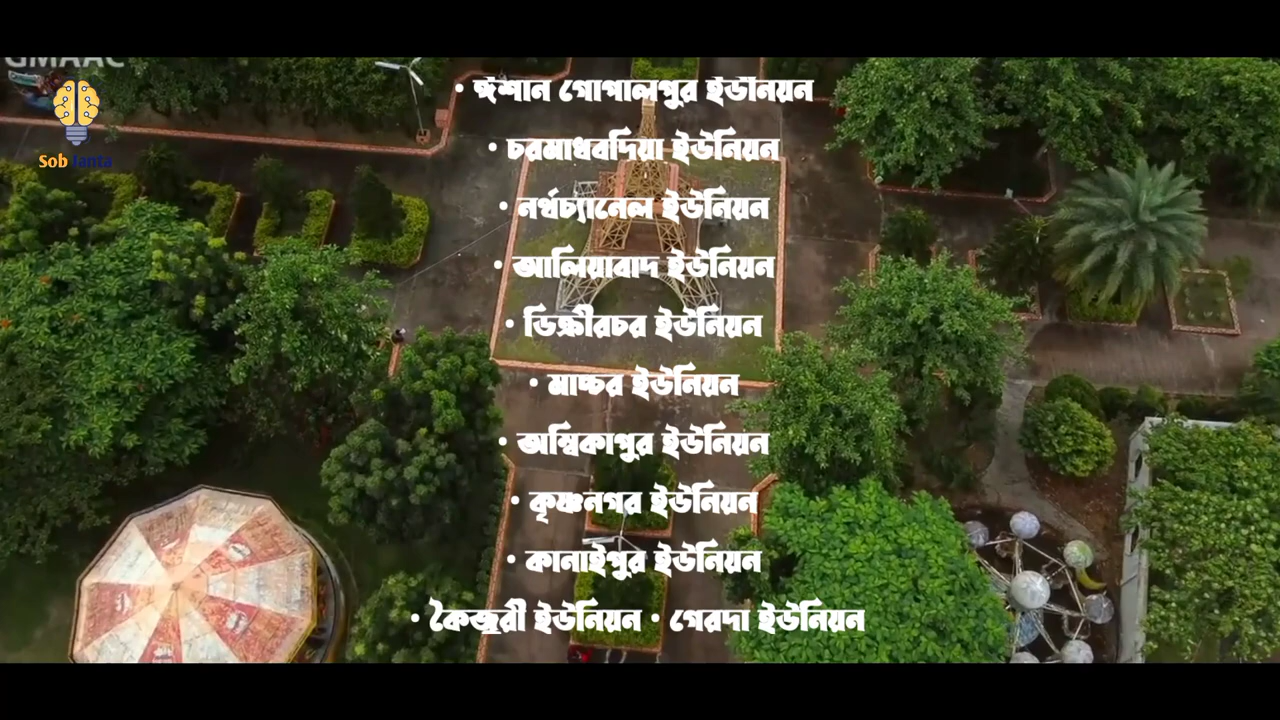 GMAAC
Sob Janta
• ঈশান গোপালপুর ইউনিয়ন
• চরমাধবদিয়া ইউনিয়ন
• নর্থচ্যানেল ইউনিয়ন
• আলিয়াবাদ ইউনিয়ন
• ডিক্রীরচর ইউনিয়ন
• মাচ্চর ইউনিয়ন
• অম্বিকাপুর ইউনিয়ন
• কৃষ্ণনগর ইউনিয়ন
• কানাইপুর ইউনিয়ন
• কৈজুরী ইউনিয়ন • গেরদা ইউনিয়ন